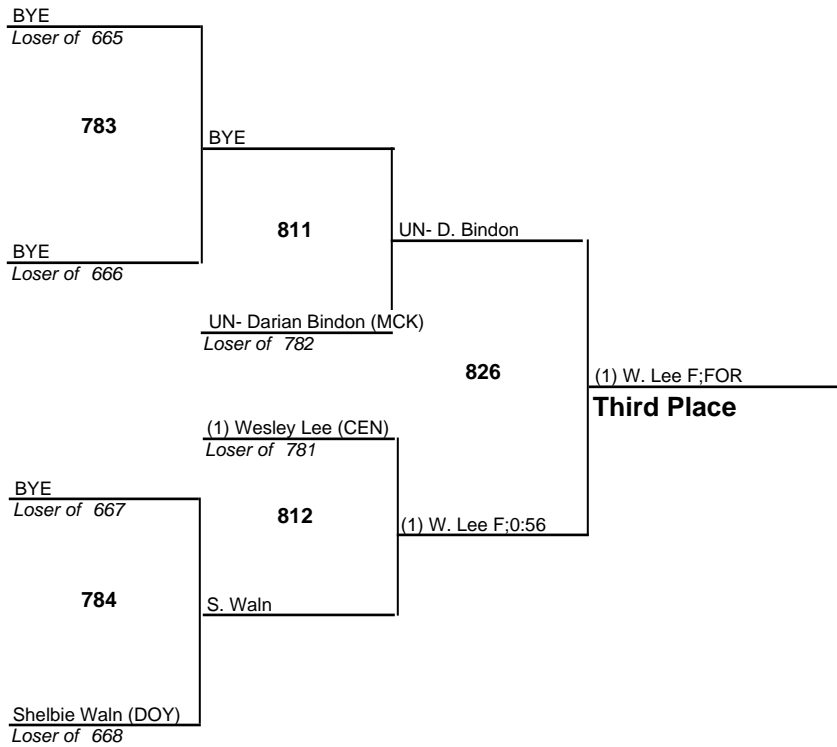 BYE
Loser of 665
783
BYE
BYE
Loser of 666
811
UN- D. Bindon
UN- Darian Bindon (MCK)
Loser of 782
826
(1) W. Lee F;FOR
Third Place
(1) Wesley Lee (CEN)
Loser of 781
BYE
Loser of 667
812
(1) W. Lee F;0:56
784
S. Waln
Shelbie Waln (DOY)
Loser of 668